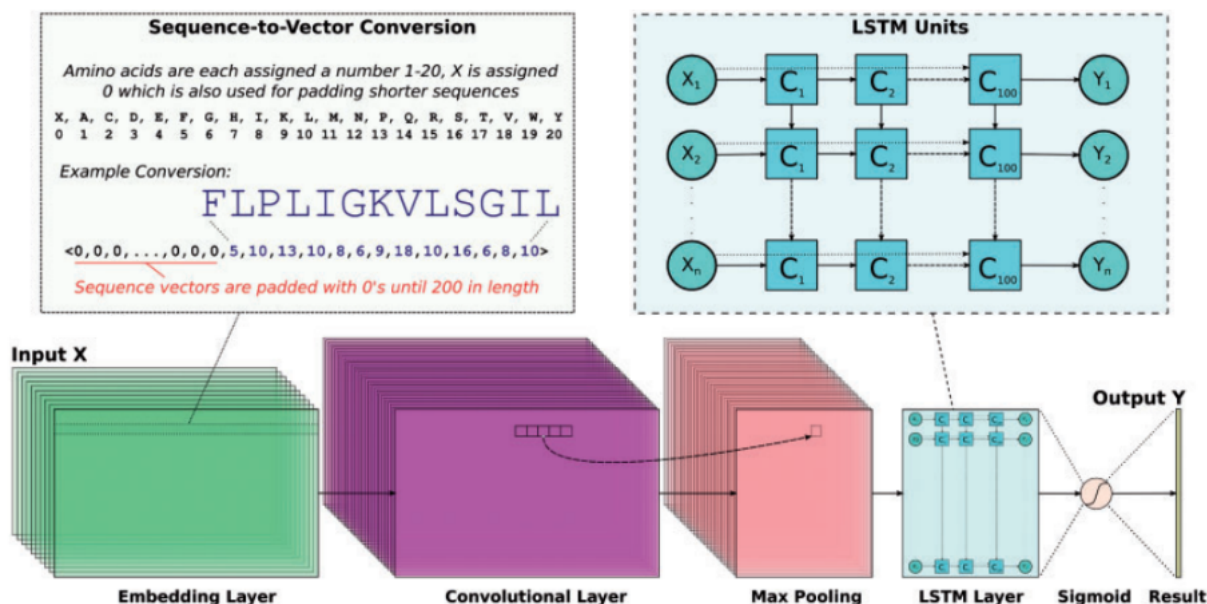 Sequence-to-Vector Conversion
Amino acids are each assigned a number 1-20, X is assigned
0 which is also used for padding shorter sequences
X, A, C, D, E, F, G, H, I, K, L, M, N, P, Q, R, S, T, V, W, Y
0 1 2 3 4 5 6 7 8 9 10 11 12 13 14 15 16 17 18 19 20
Example Conversion:
FLPLIGKVLSGIL
<0,0,0,...,0,0,0,5,10,13,10,8,6,9,18,10,16,6,8,10>
Sequence vectors are padded with 0's until 200 in length
LSTM Units
X1 C1 C2 C100 Y1
X2 C1 C2 C100 Y2
Xn C1 C2 C100 Yn
Input X
Output Y
Embedding Layer
Convolutional Layer
Max Pooling
LSTM Layer
Sigmoid
Result